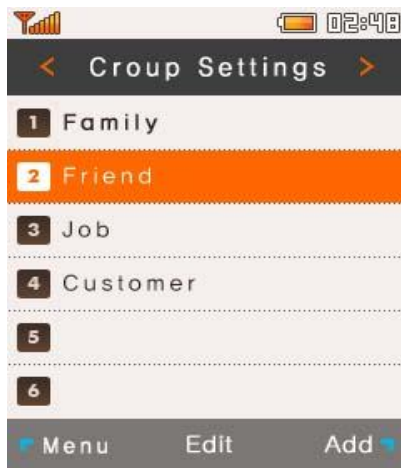 02:48
< Croup Settings >
1 Family
2 Friend
3 Job
4 Customer
5
6
Menu Edit Add